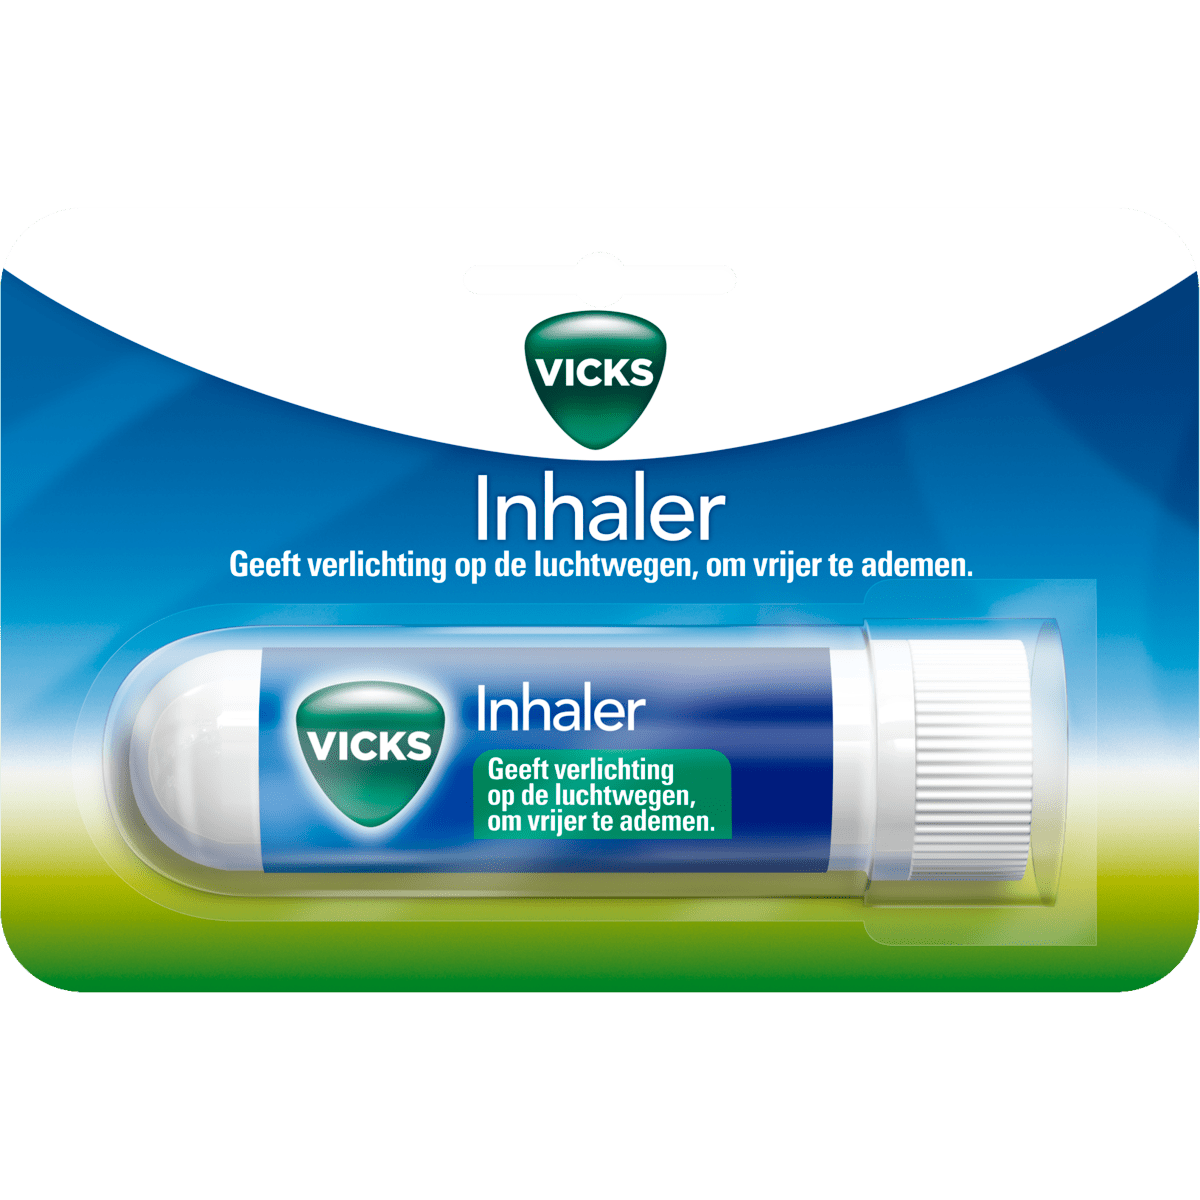 VICKS
Inhaler
Geeft verlichting op de luchtwegen, om vrijer te ademen.
VICKS
Inhaler
Geeft verlichting
op de luchtwegen,
om vrijer te ademen.